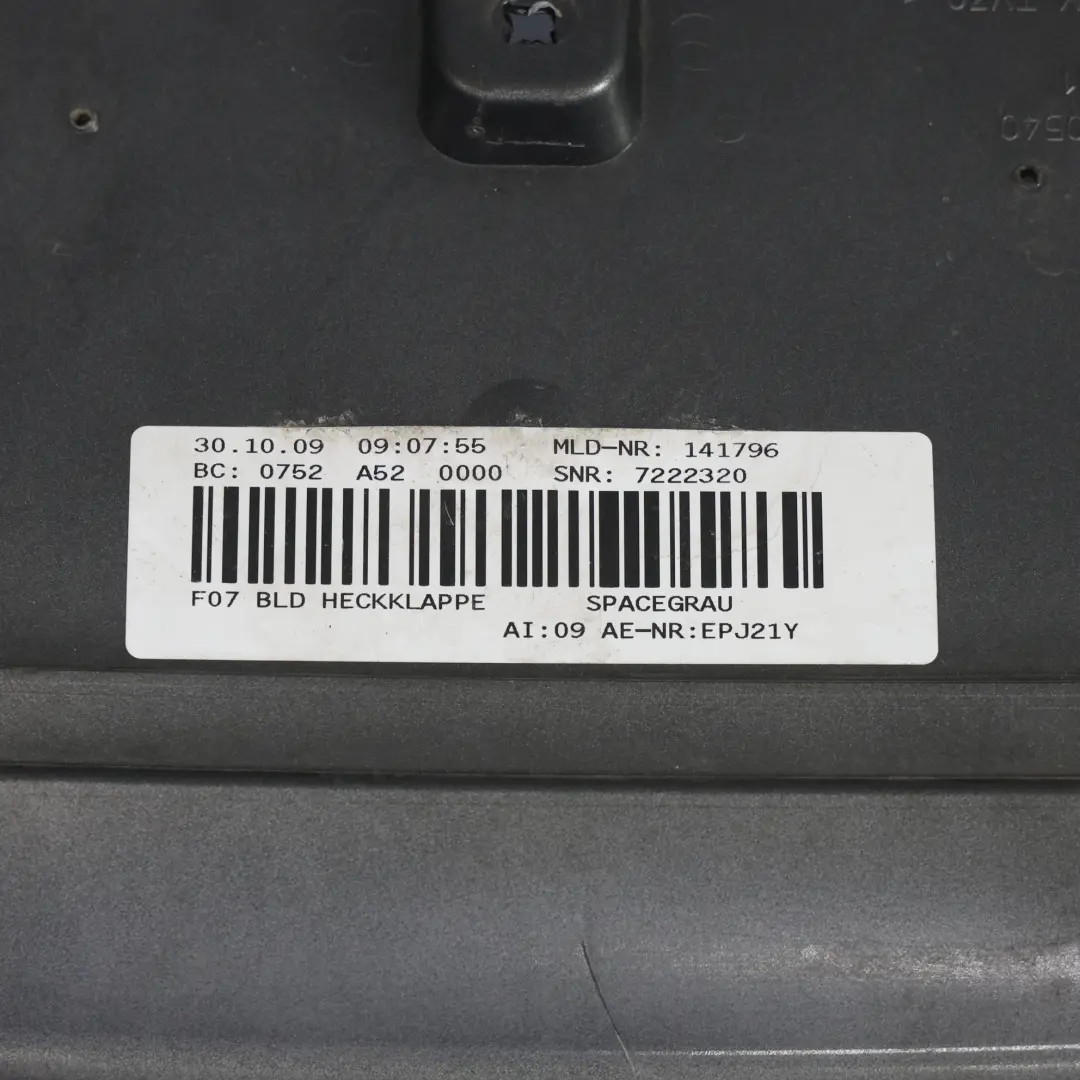 0540
30.10.09 09:07:55 MLD-NR: 141796
BC: 0752 A52 0000 SNR: 7222320
F07 BLD HECKKLAPPE SPACEGRAU
AI:09 AE-NR:EPJ21Y